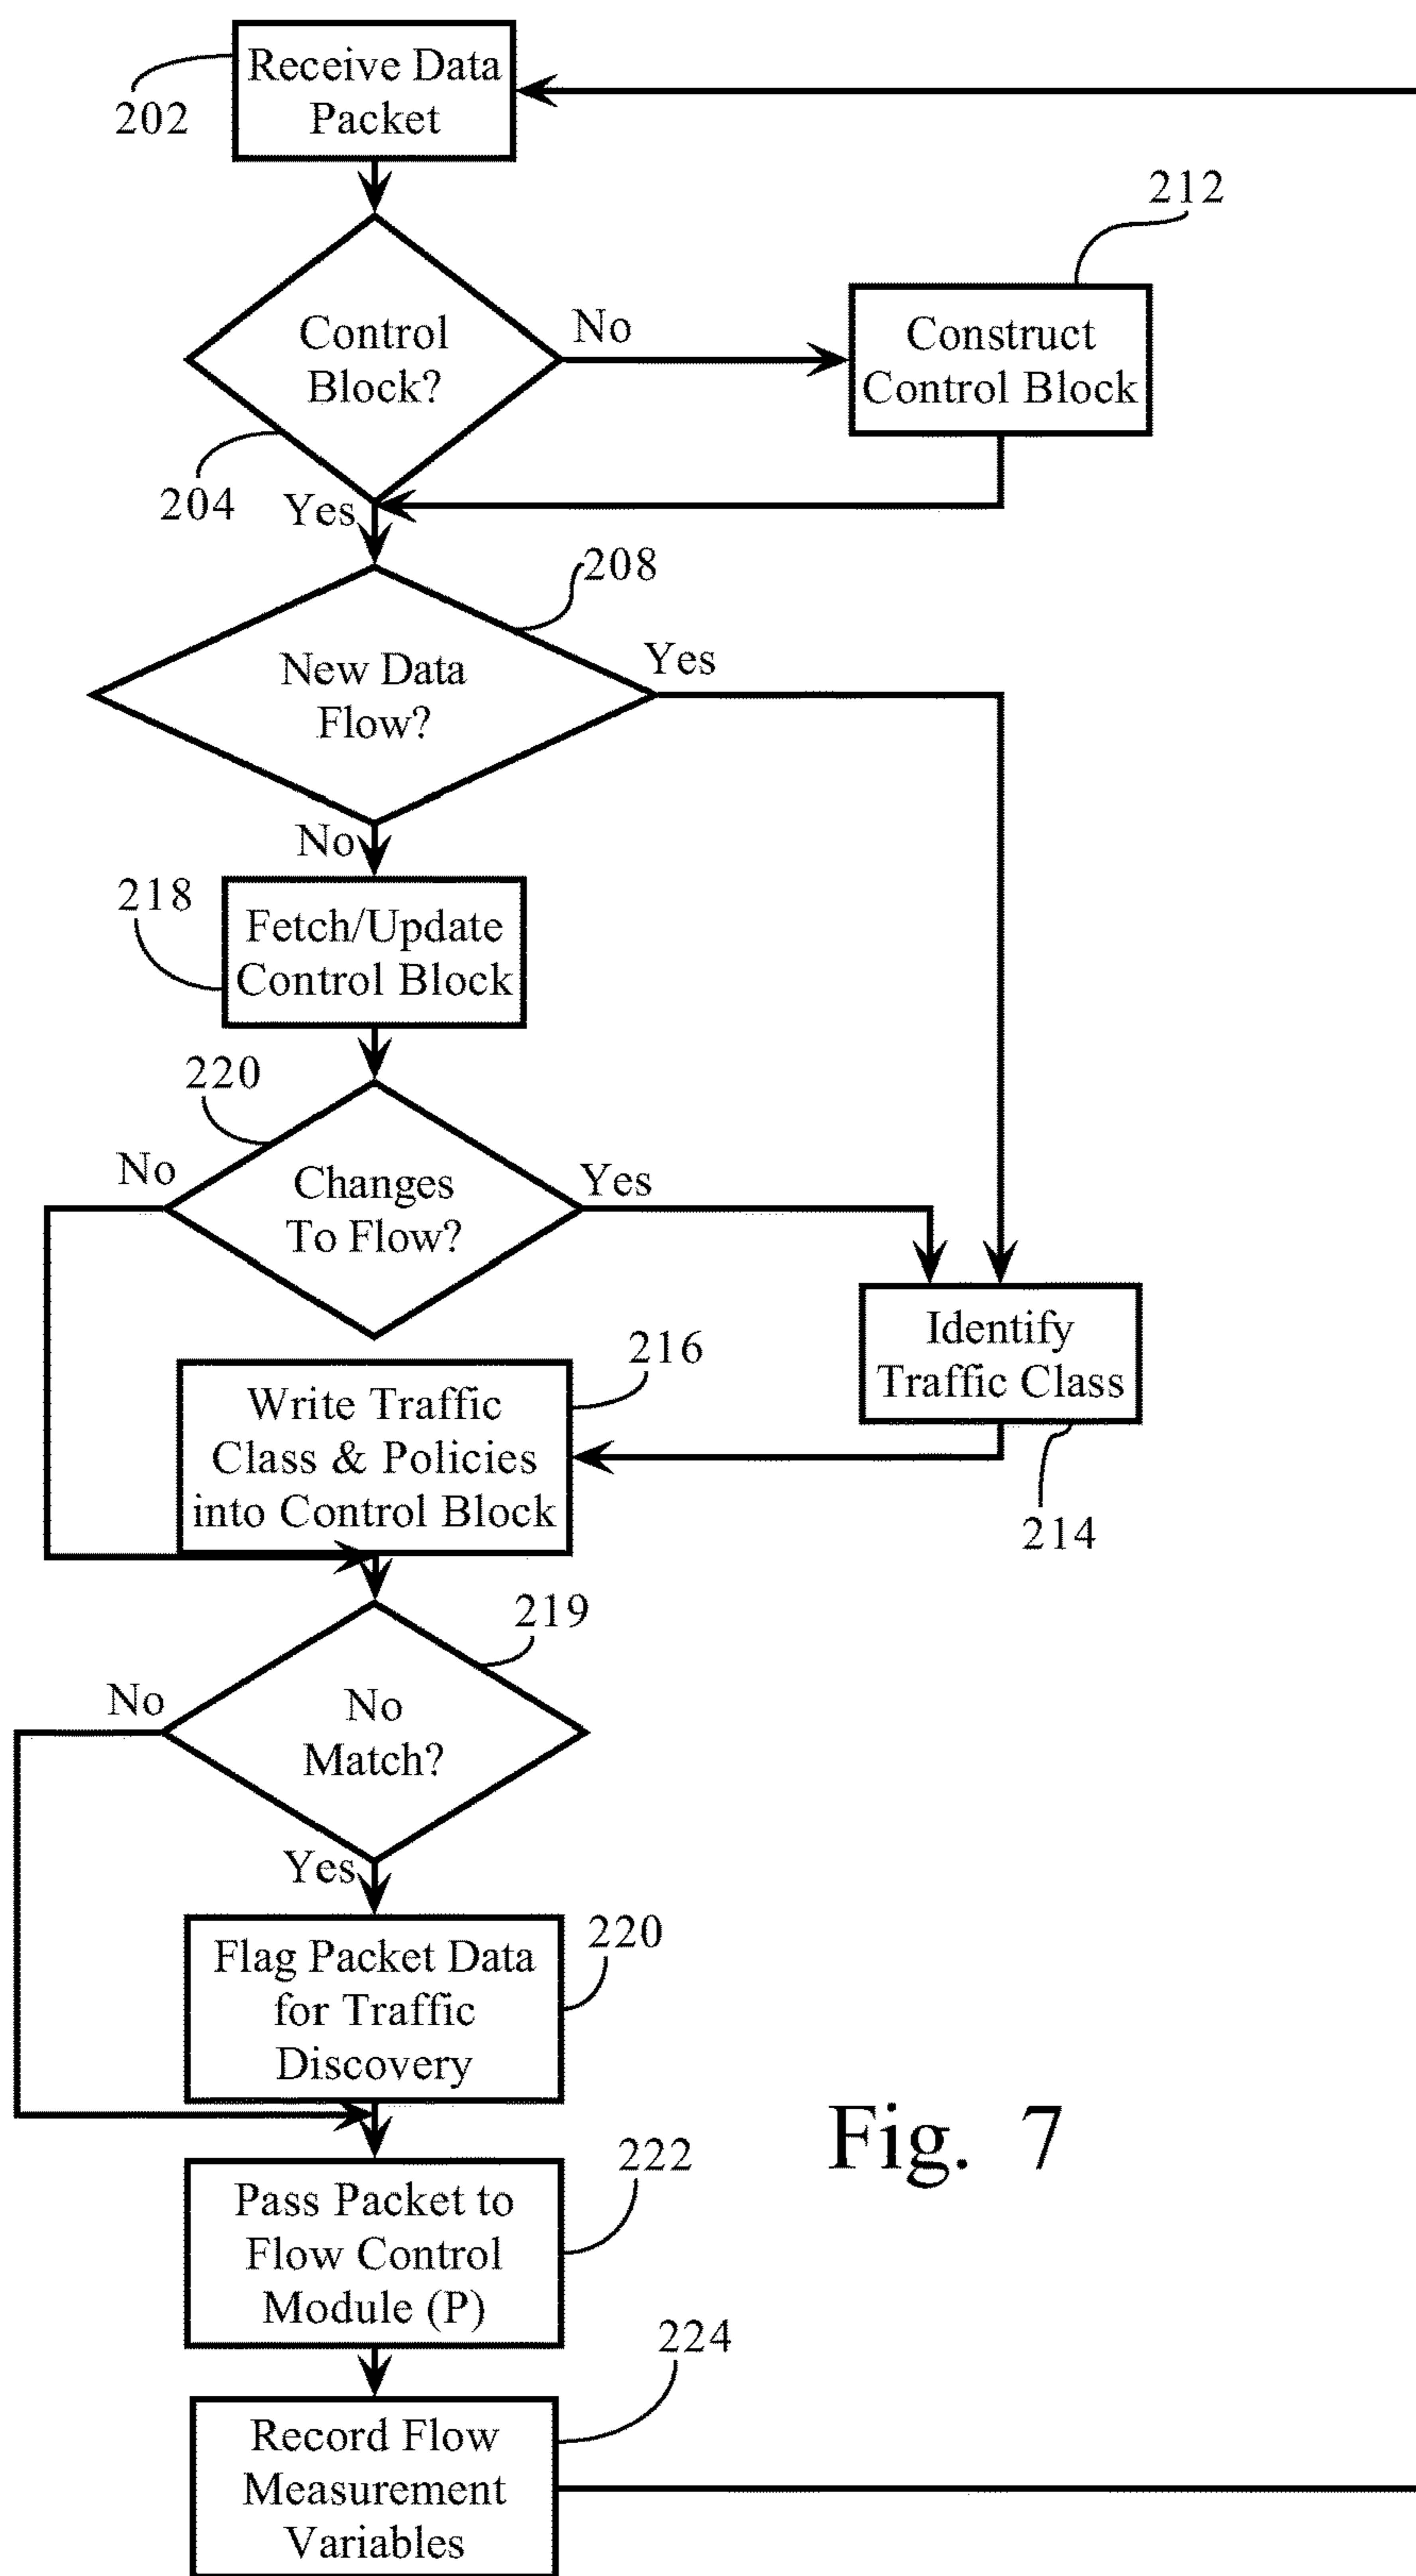 Receive Data
Packet
202
212
Control
Block?
No
Construct
Control Block
204
Yes
208
New Data
Flow?
Yes
No
218
Fetch/Update
Control Block
220
No
Changes
To Flow?
Yes
Identify
Traffic Class
216
Write Traffic
Class & Policies
into Control Block
214
219
No
No
Match?
Yes
Flag Packet Data
for Traffic
Discovery
220
Fig. 7
222
Pass Packet to
Flow Control
Module (P)
224
Record Flow
Measurement
Variables